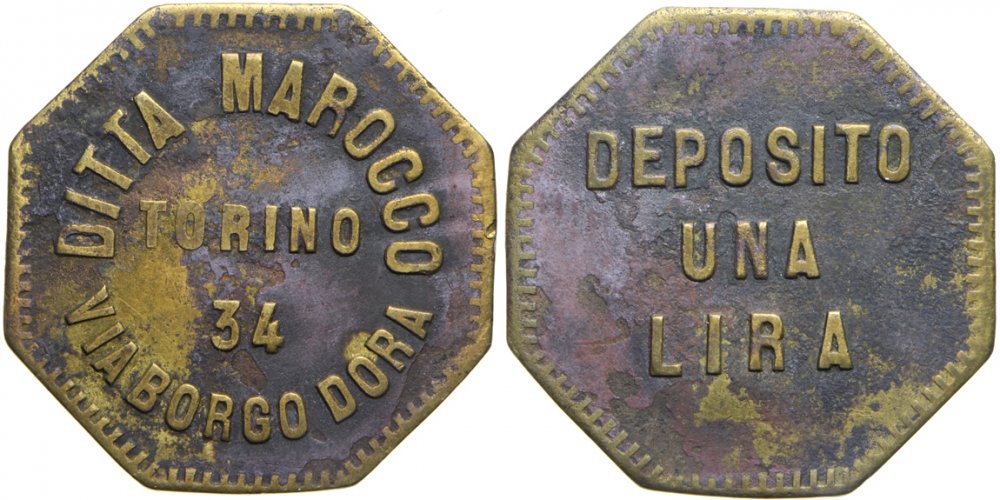 DITTA MAROCCO
TORINO
34
VIA BORGO DORA
DEPOSITO
UNA
LIRA